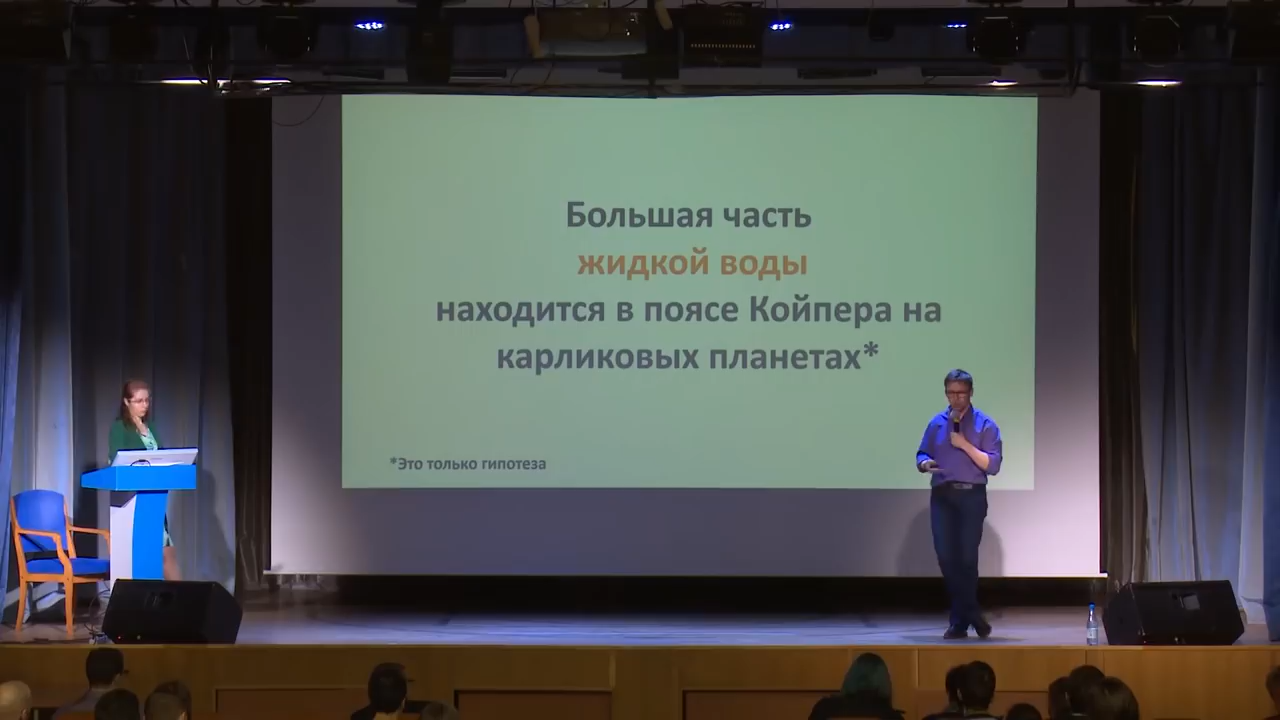 Большая часть
жидкой воды
находится в поясе Койпера на
карликовых планетах*
*Это только гипотеза